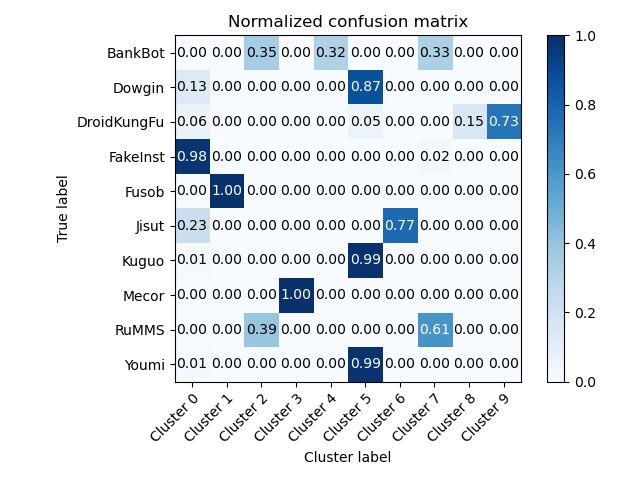 Normalized confusion matrix
True label
BankBot 0.00 0.00 0.35 0.00 0.32 0.00 0.00 0.33 0.00 0.00
Dowgin 0.13 0.00 0.00 0.00 0.00 0.87 0.00 0.00 0.00 0.00
DroidKungFu 0.06 0.00 0.00 0.00 0.00 0.05 0.00 0.00 0.15 0.73
FakeInst 0.98 0.00 0.00 0.00 0.00 0.00 0.00 0.02 0.00 0.00
Fusob 0.00 1.00 0.00 0.00 0.00 0.00 0.00 0.00 0.00 0.00
Jisut 0.23 0.00 0.00 0.00 0.00 0.00 0.77 0.00 0.00 0.00
Kuguo 0.01 0.00 0.00 0.00 0.00 0.99 0.00 0.00 0.00 0.00
Mecor 0.00 0.00 0.00 1.00 0.00 0.00 0.00 0.00 0.00 0.00
RuMMS 0.00 0.00 0.39 0.00 0.00 0.00 0.00 0.61 0.00 0.00
Youmi 0.01 0.00 0.00 0.00 0.00 0.99 0.00 0.00 0.00 0.00
Cluster 0 Cluster 1 Cluster 2 Cluster 3 Cluster 4 Cluster 5 Cluster 6 Cluster 7 Cluster 8 Cluster 9
Cluster label
1.0
0.8
0.6
0.4
0.2
0.0